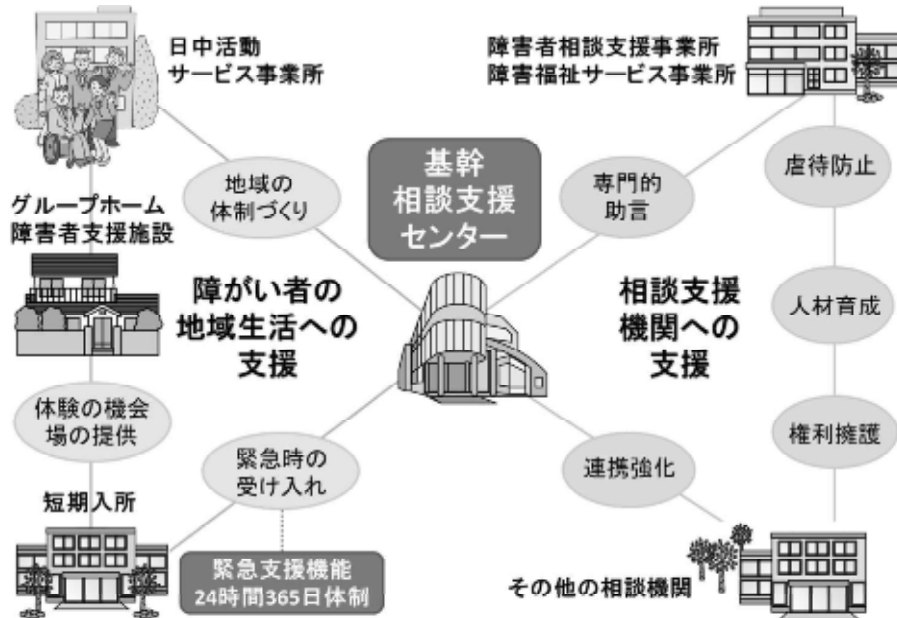 日中活動
サービス事業所
障害者相談支援事業所
障害福祉サービス事業所
基幹
相談支援
センター
地域の
体制づくり
専門的
助言
虐待防止
グループホーム
障害者支援施設
障がい者の
地域生活への
支援
相談支援
機関への
支援
人材育成
体験の機会
場の提供
緊急時の
受け入れ
連携強化
権利擁護
短期入所
緊急支援機能
24時間365日体制
その他の相談機関